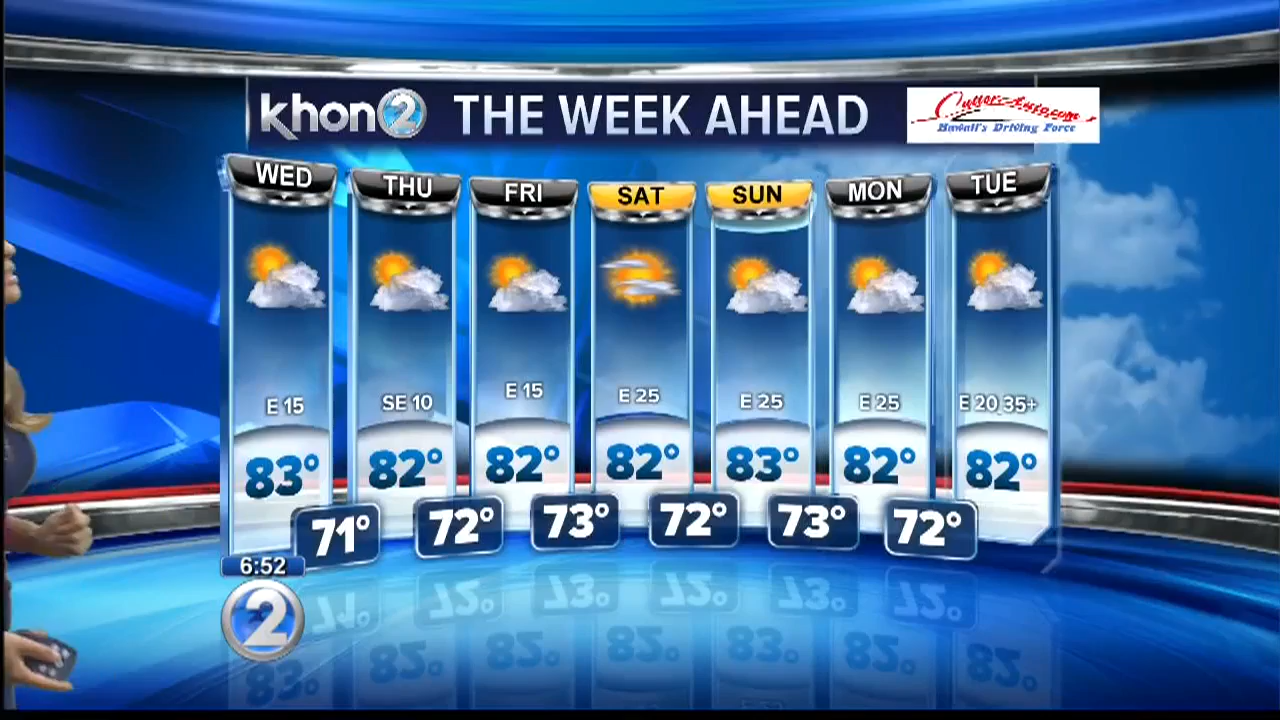 khon2 THE WEEK AHEAD
CutterAuto.com
Hawaii's Driving Force
WED THU FRI SAT SUN MON TUE
E 15 SE 10 E 15 E 25 E 25 E 25 E 20,35+
83° 82° 82° 82° 83° 82° 82°
71° 72° 73° 72° 73° 72°
6:52
2